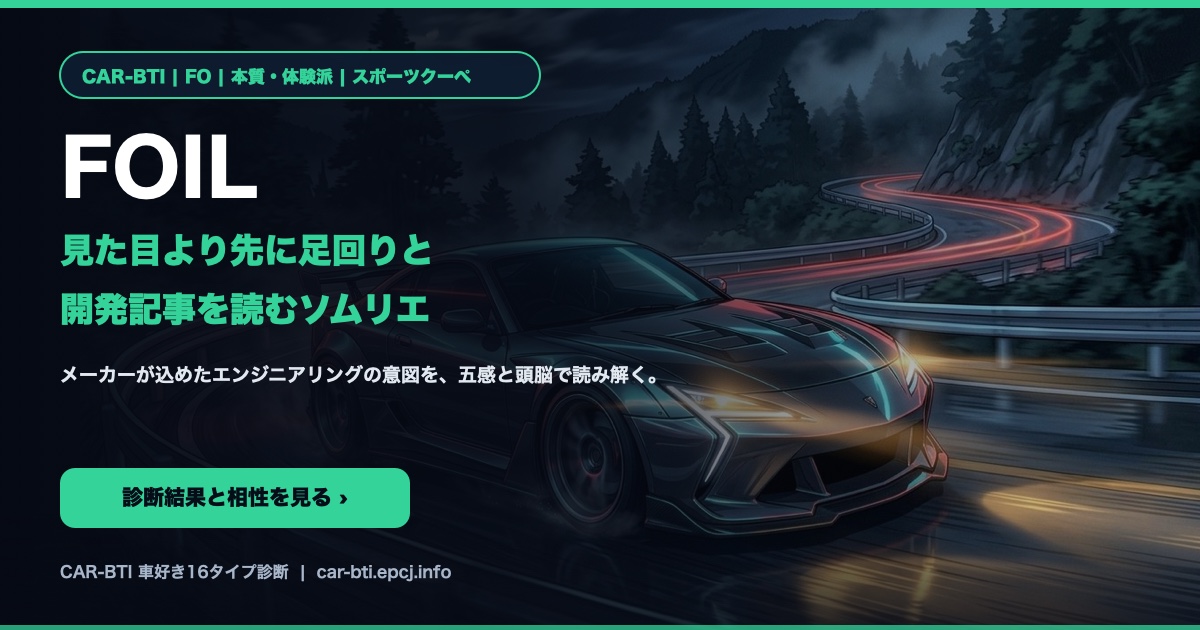 CAR-BTI | FO | 本質・体験派 | スポーツクーペ
FOIL
見た目より先に足回りと
開発記事を読むソムリエ
メーカーが込めたエンジニアリングの意図を、五感と頭脳で読み解く。
診断結果と相性を見る ›
CAR-BTI 車好き16タイプ診断 | car-bti.epcj.info